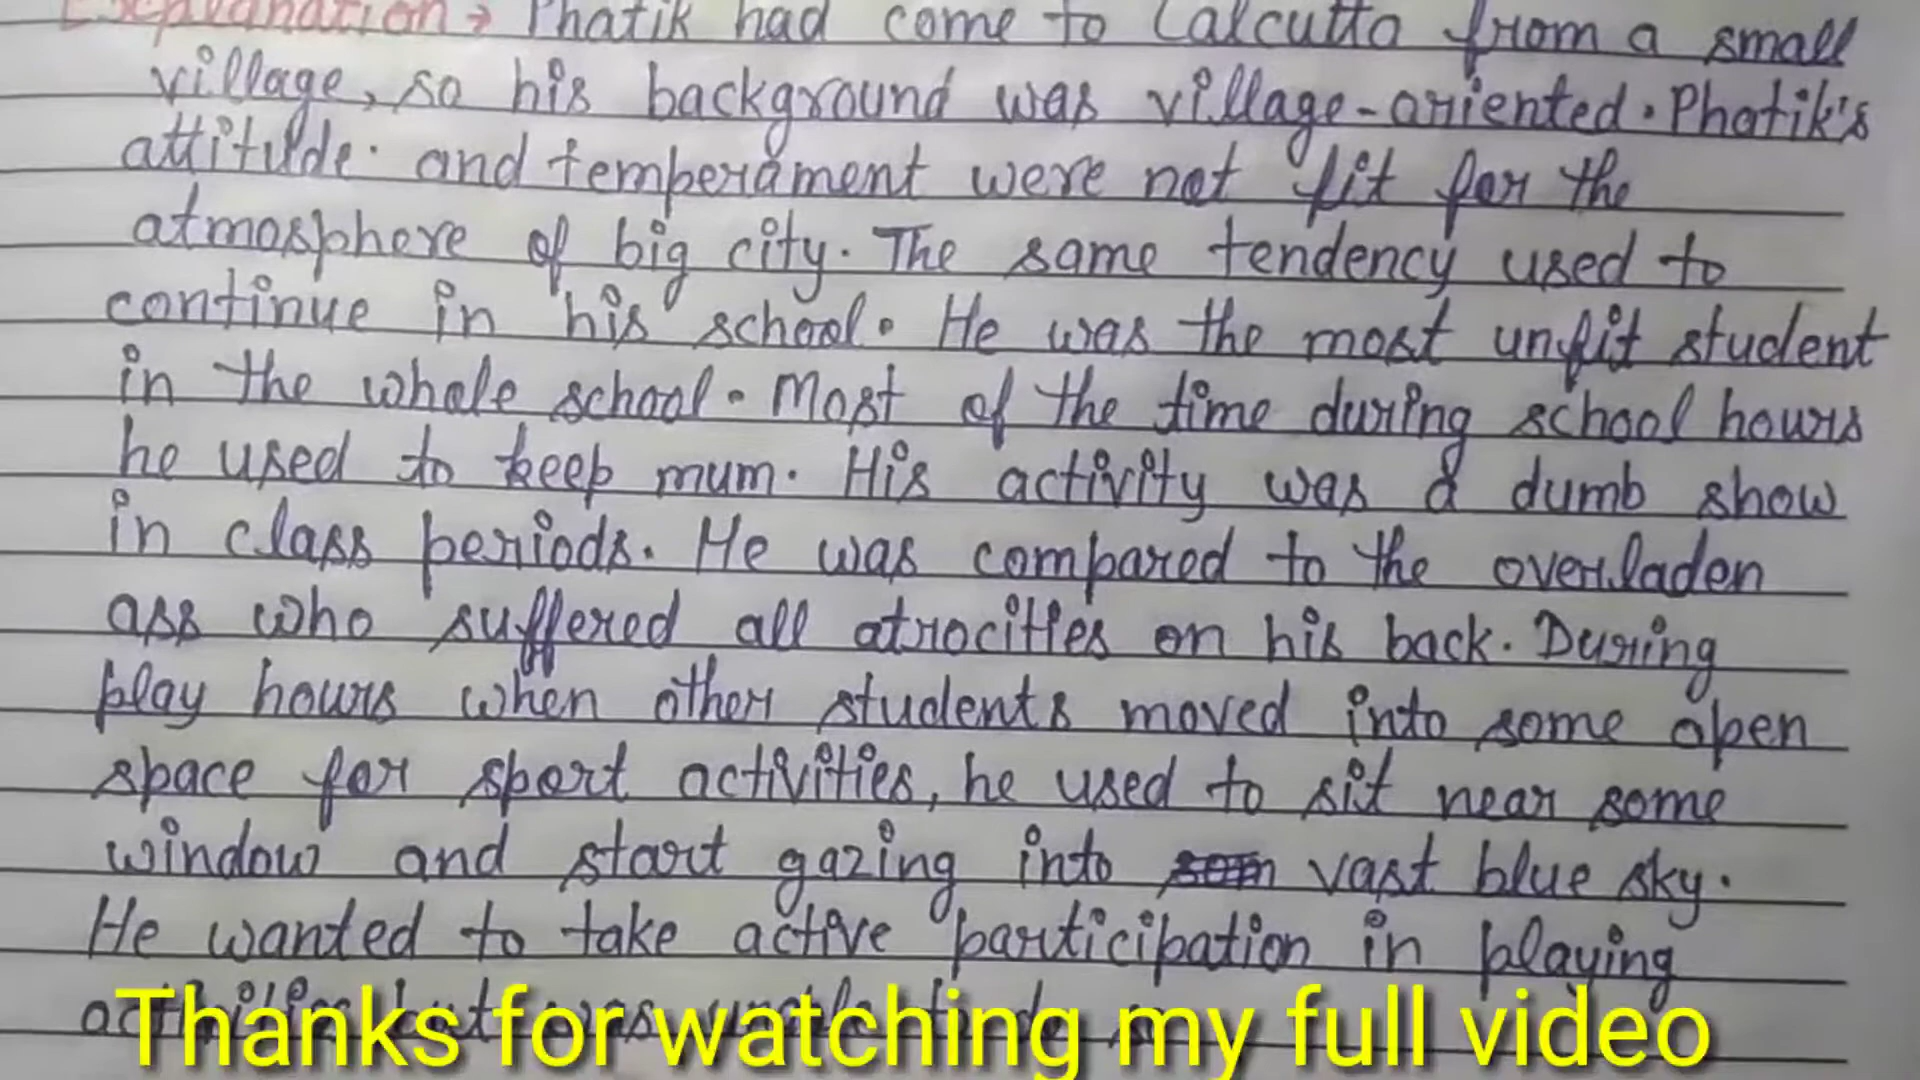 Explanation → Phatik had come to Calcutta from a small
village, so his background was village-oriented. Phatik's
attitude and temperament were not fit for the
atmosphere of big city. The same tendency used to
continue in his school. He was the most unfit student
in the whole school. Most of the time during school hours
he used to keep mum. His activity was a dumb show
in class periods. He was compared to the overladen
ass who suffered all atrocities on his back. During
play hours when other students moved into some open
space for sport activities, he used to sit near some
window and start gazing into vast blue sky.
He wanted to take active participation in playing
but was unable
Thanks for watching my full video